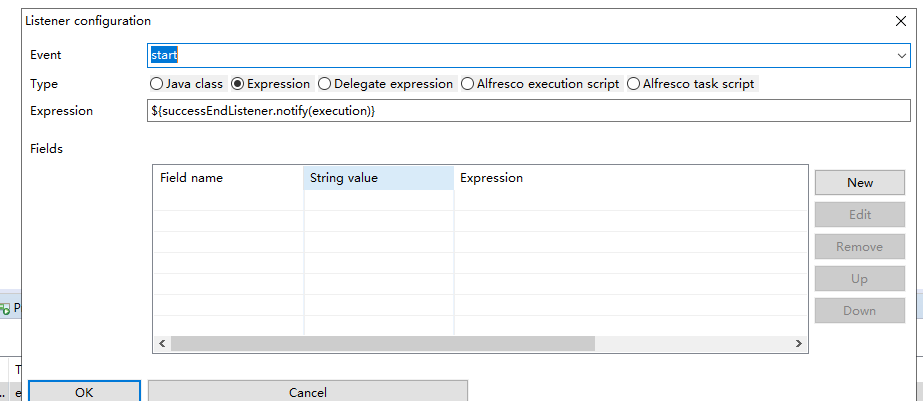 Listener configuration
Event
start
Type
Java class
Expression
Delegate expression
Alfresco execution script
Alfresco task script
Expression
${successEndListener.notify(execution)}
Fields
Field name
String value
Expression
New
Edit
Remove
Up
Down
OK
Cancel